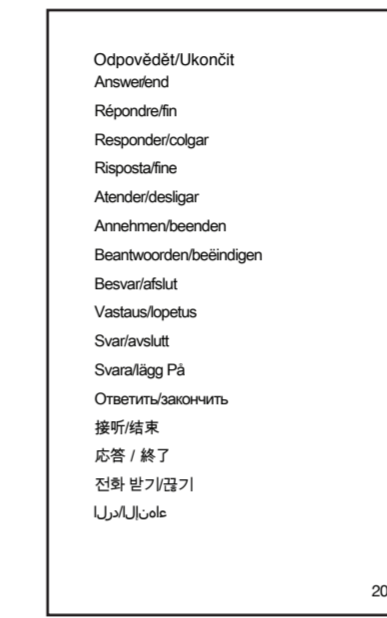 Odpovědět/Ukončit
Answer/end
Répondre/fin
Responder/colgar
Risposta/fine
Atender/desligar
Annehmen/beenden
Beantwoorden/beëindigen
Besvar/afslut
Vastaus/lopetus
Svar/avslutt
Svara/lägg På
Ответить/закончить
接听/结束
応答 / 終了
전화 받기/끊기
ءاهنإلا/درلا
20